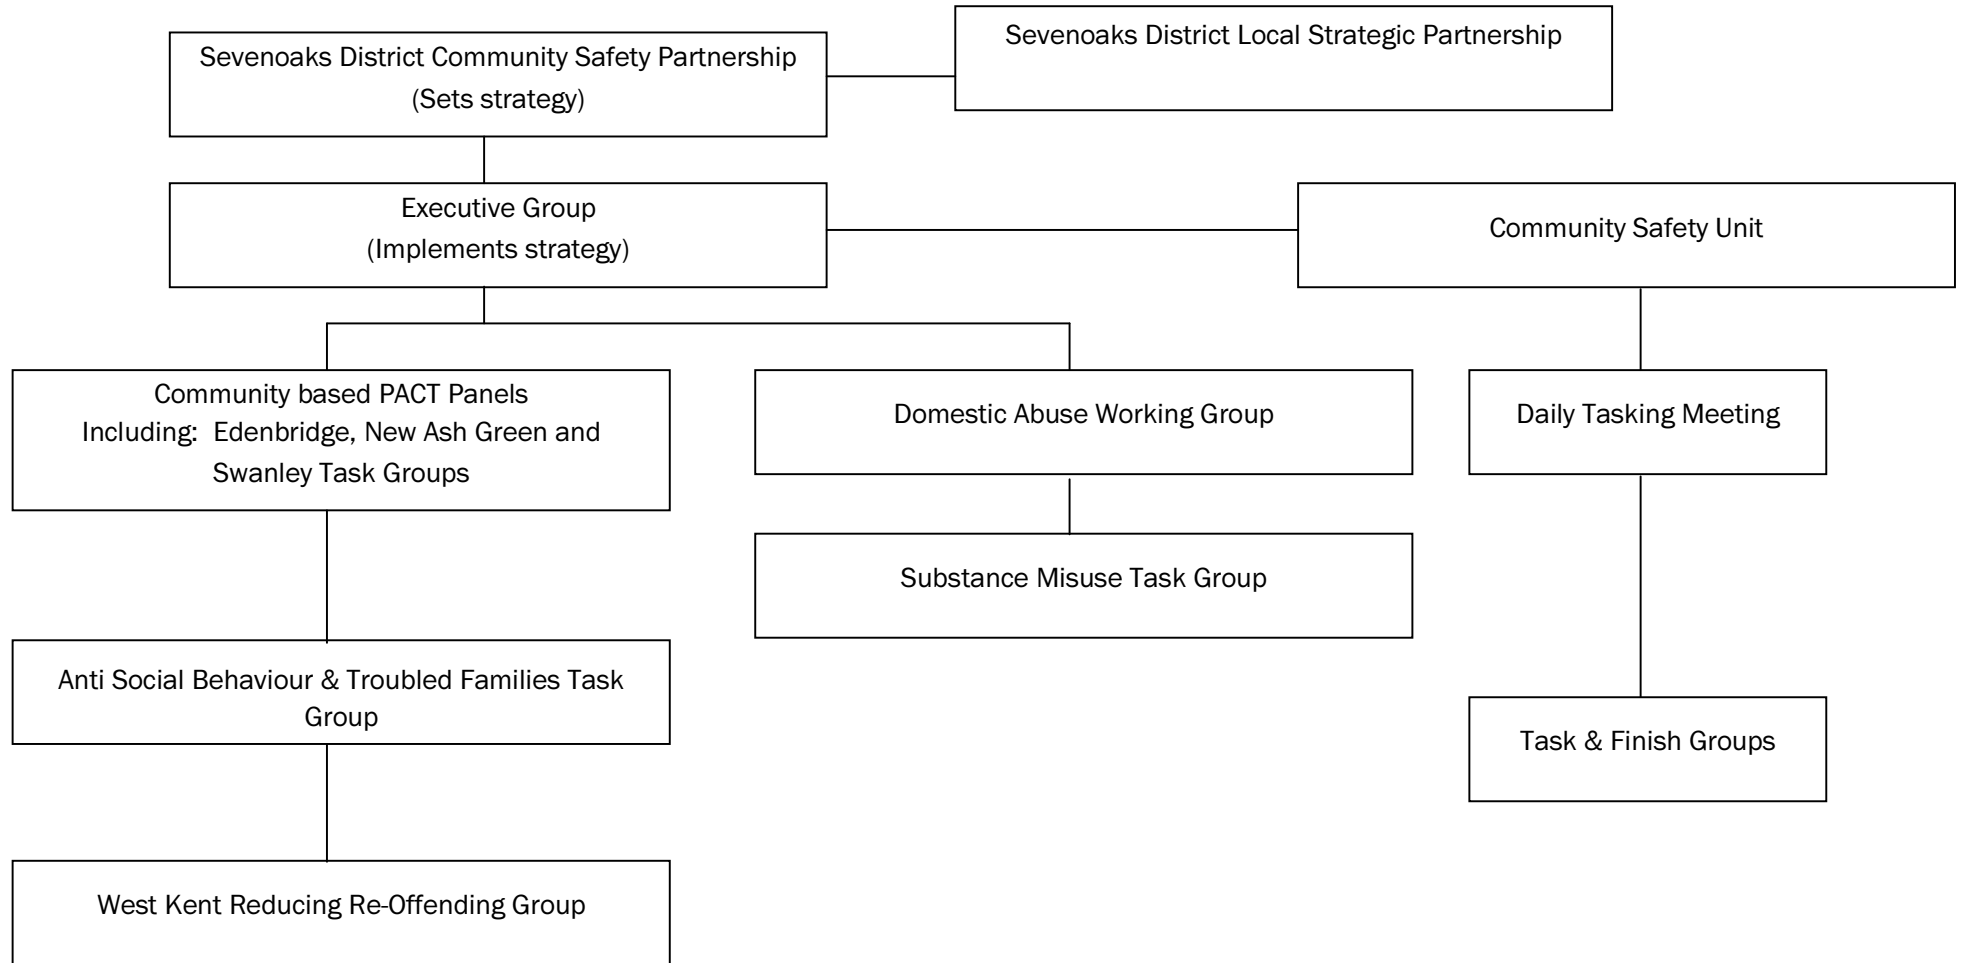 Sevenoaks District Community Safety Partnership
(Sets strategy)
Sevenoaks District Local Strategic Partnership
Executive Group
(Implements strategy)
Community Safety Unit
Community based PACT Panels
Including:  Edenbridge, New Ash Green and
Swanley Task Groups
Domestic Abuse Working Group
Daily Tasking Meeting
Substance Misuse Task Group
Anti Social Behaviour & Troubled Families Task
Group
Task & Finish Groups
West Kent Reducing Re-Offending Group